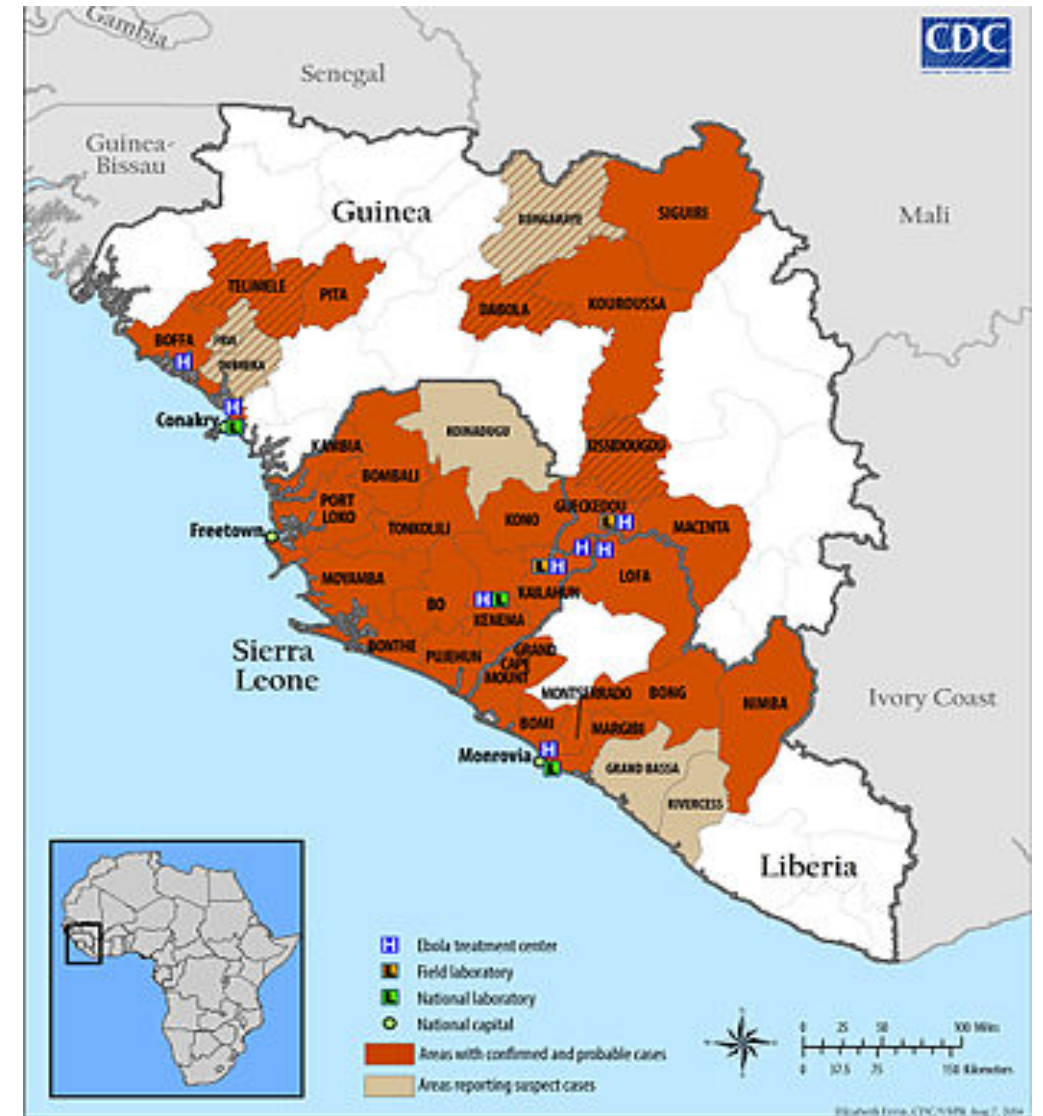 Gambia
Senegal
CDC
Guinea-
Bissau
Guinea
Mali
SIGUIRI
TELIMELE
PITA
DABOLA
KOUROUSSA
BOFFA
DUBREKA
H
H
Conakry
L
KOINADUGU
KISSIDOUGOU
KAMBIA
BOMBALI
PORT
LOKO
TONKOLILI
KONO
GUECKEDOU
L H
MACENTA
Freetown
H H
L H
LOFA
MOYAMBA
KAILAHUN
BO
H L
KENEMA
BONTHE
PUJEHUN
GRAND
CAPE
MOUNT
Sierra
Leone
MONTSERRADO
BONG
NIMBA
Ivory Coast
BOMI
MARGIBI
H
Monrovia
L
GRAND BASSA
RIVERCESS
Liberia
H Ebola treatment center
L Field laboratory
L National laboratory
National capital
Areas with confirmed and probable cases
Areas reporting suspect cases
0 25 50 100 Miles
0 37.5 75 150 Kilometers